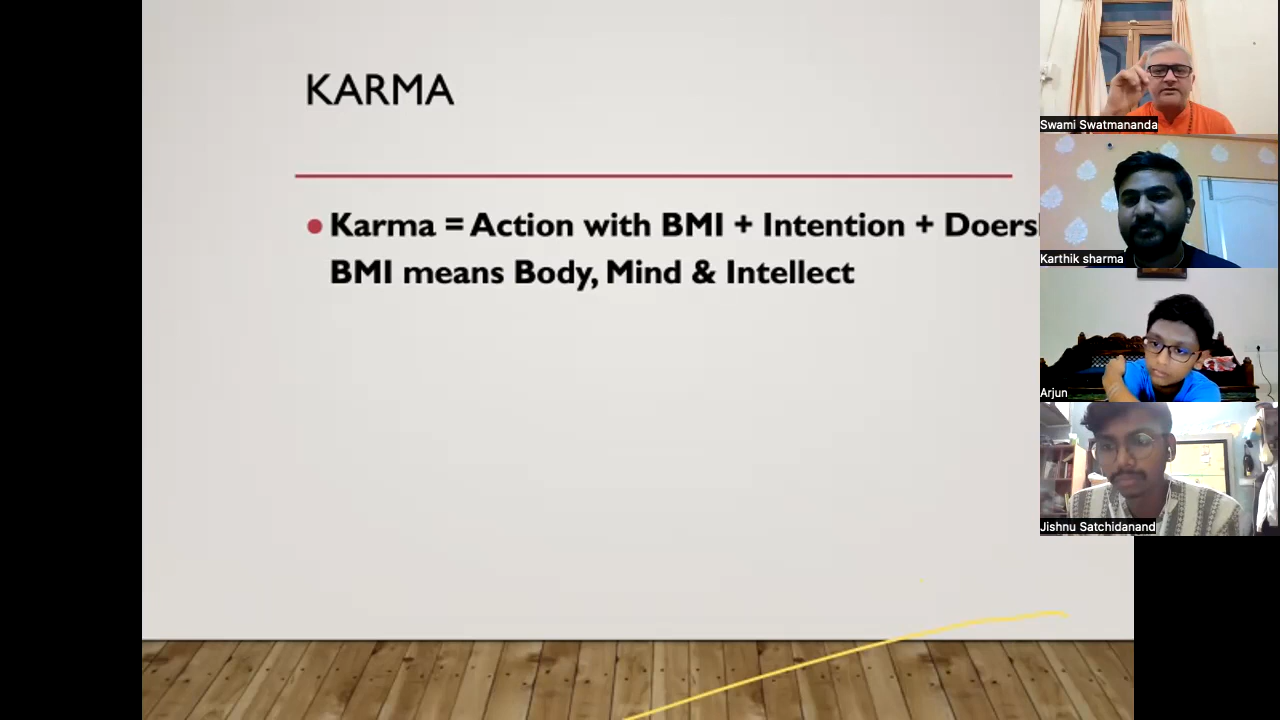 KARMA
Karma = Action with BMI + Intention + Doers
BMI means Body, Mind & Intellect
Swami Swatmananda
Karthik sharma
Arjun
Jishnu Satchidanand